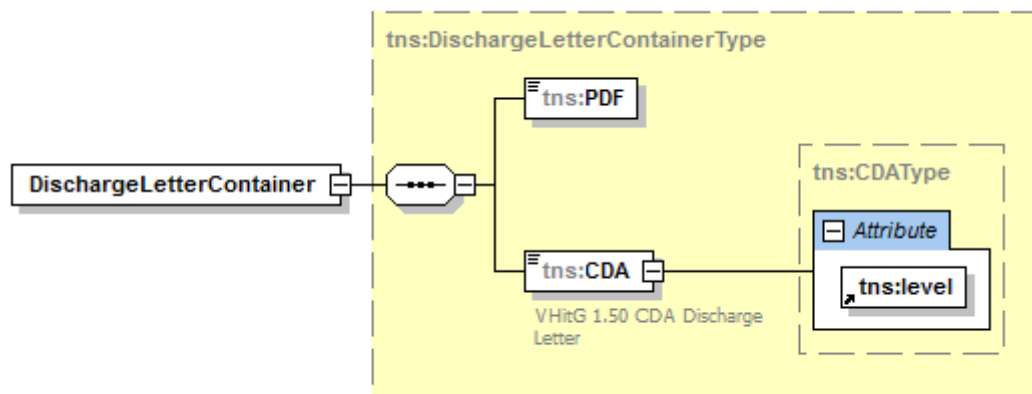 tns:DischargeLetterContainerType
tns:PDF
DischargeLetterContainer
tns:CDAType
Attribute
tns:CDA
tns:level
VHitG 1.50 CDA Discharge
Letter